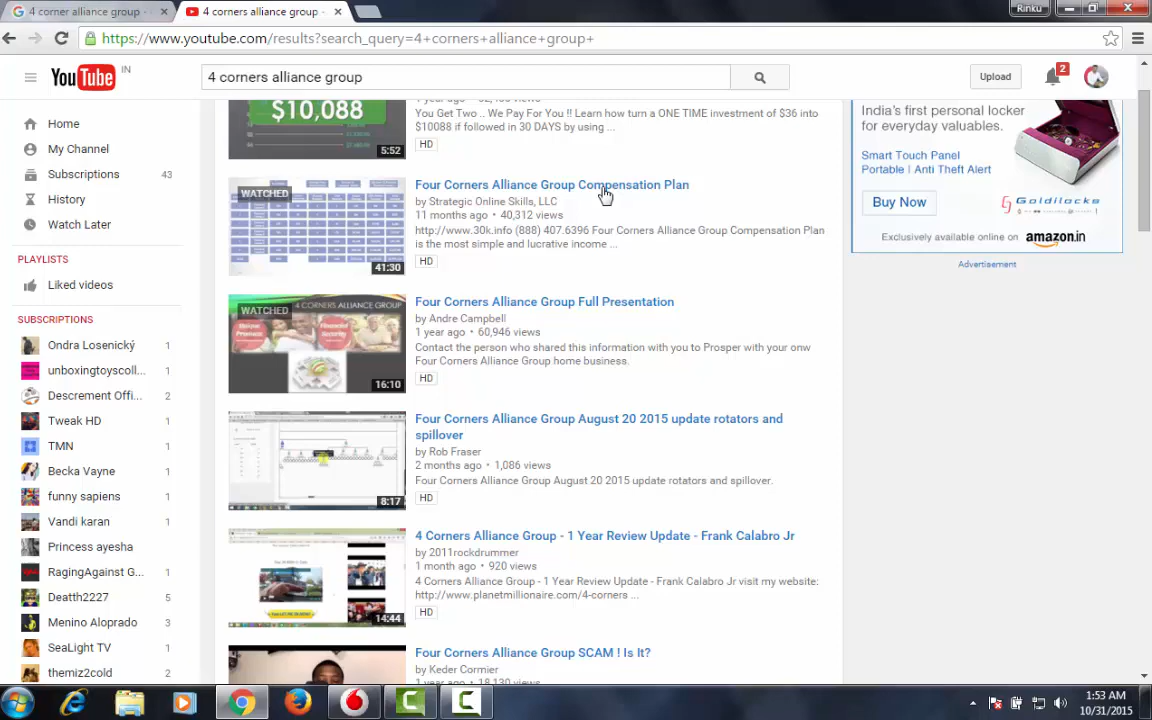 4 corner alliance group -
4 corners alliance group -
Rinku
https://www.youtube.com/results?search_query=4+corners+alliance+group+
YouTube IN
4 corners alliance group
Upload
2
Home
My Channel
Subscriptions 43
History
Watch Later
PLAYLISTS
Liked videos
SUBSCRIPTIONS
Ondra Losenický 1
unboxingtoyscoll... 1
Descrement Offi... 2
Tweak HD 1
TMN 1
Becka Vayne 1
funny sapiens 1
Vandi karan 1
Princess ayesha 1
RagingAgainst G... 1
Deatth2227 5
Menino Aloprado 3
SeaLight TV 1
themiz2cold 2
$10,088
5:52
You Get Two .. We Pay For You !! Learn how turn a ONE TIME investment of $36 into
$10088 if followed in 30 DAYS by using ...
HD
WATCHED
41:30
Four Corners Alliance Group Compensation Plan
by Strategic Online Skills, LLC
11 months ago • 40,312 views
http://www.30k.info (888) 407.6396 Four Corners Alliance Group Compensation Plan
is the most simple and lucrative income ...
HD
WATCHED
4 CORNERS ALLIANCE GROUP
16:10
Four Corners Alliance Group Full Presentation
by Andre Campbell
1 year ago • 60,946 views
Contact the person who shared this information with you to Prosper with your onw
Four Corners Alliance Group home business.
HD
8:17
Four Corners Alliance Group August 20 2015 update rotators and
spillover
by Rob Fraser
2 months ago • 1,086 views
Four Corners Alliance Group August 20 2015 update rotators and spillover.
HD
14:44
4 Corners Alliance Group - 1 Year Review Update - Frank Calabro Jr
by 2011rockdrummer
1 month ago • 920 views
4 Corners Alliance Group - 1 Year Review Update - Frank Calabro Jr visit my website:
http://www.planetmillionaire.com/4-corners ...
HD
Four Corners Alliance Group SCAM ! Is It?
by Keder Cormier
India's first personal locker
for everyday valuables.
Smart Touch Panel
Portable | Anti Theft Alert
Buy Now
Goldilocks
Exclusively available online on amazon.in
Advertisement
1:53 AM
10/31/2015